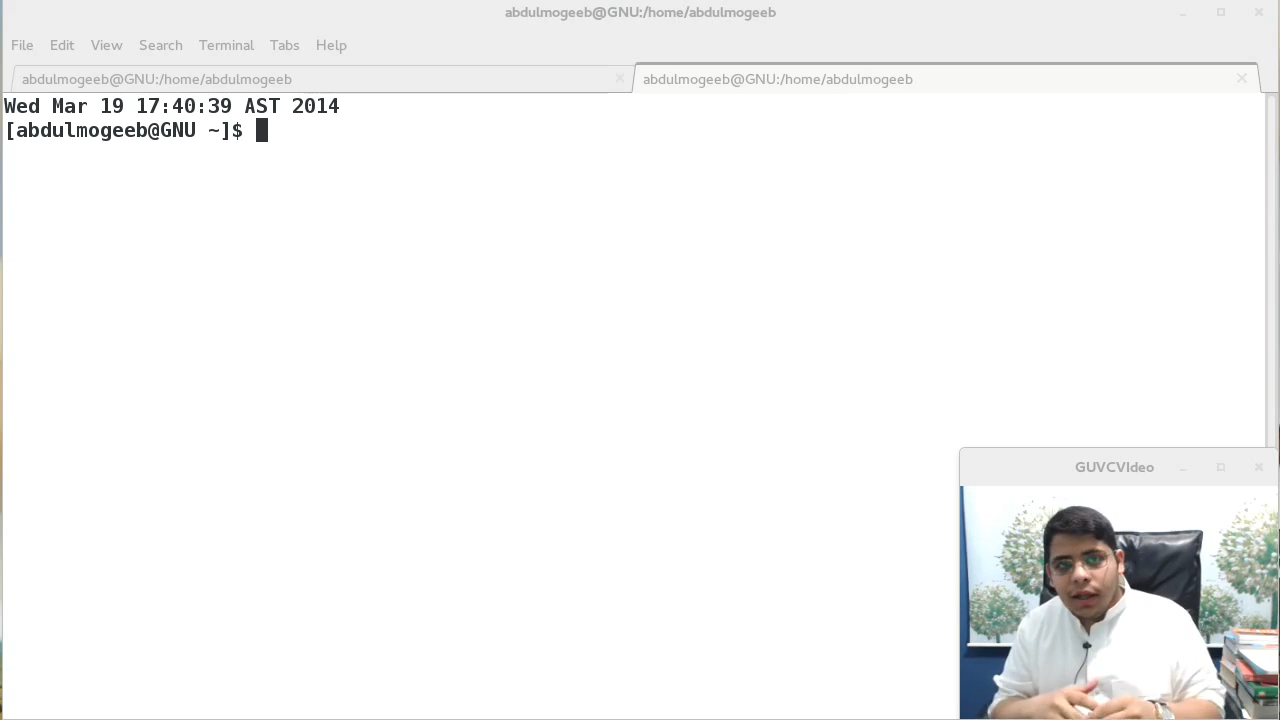 abdulmogeeb@GNU:/home/abdulmogeeb
File Edit View Search Terminal Tabs Help
abdulmogeeb@GNU:/home/abdulmogeeb abdulmogeeb@GNU:/home/abdulmogeeb
Wed Mar 19 17:40:39 AST 2014
[abdulmogeeb@GNU ~]$
GUVCVIdeo